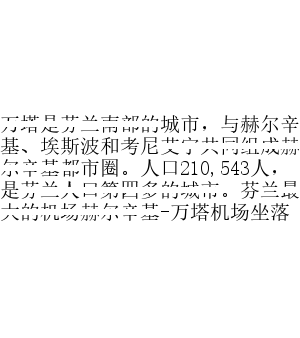 万塔是芬兰南部的城市，与赫尔辛
基、埃斯波和考尼艾宁共同组成赫
尔辛基都市圈。人口210,543人，
是芬兰人口第四多的城市。芬兰最
大的机场赫尔辛基-万塔机场坐落